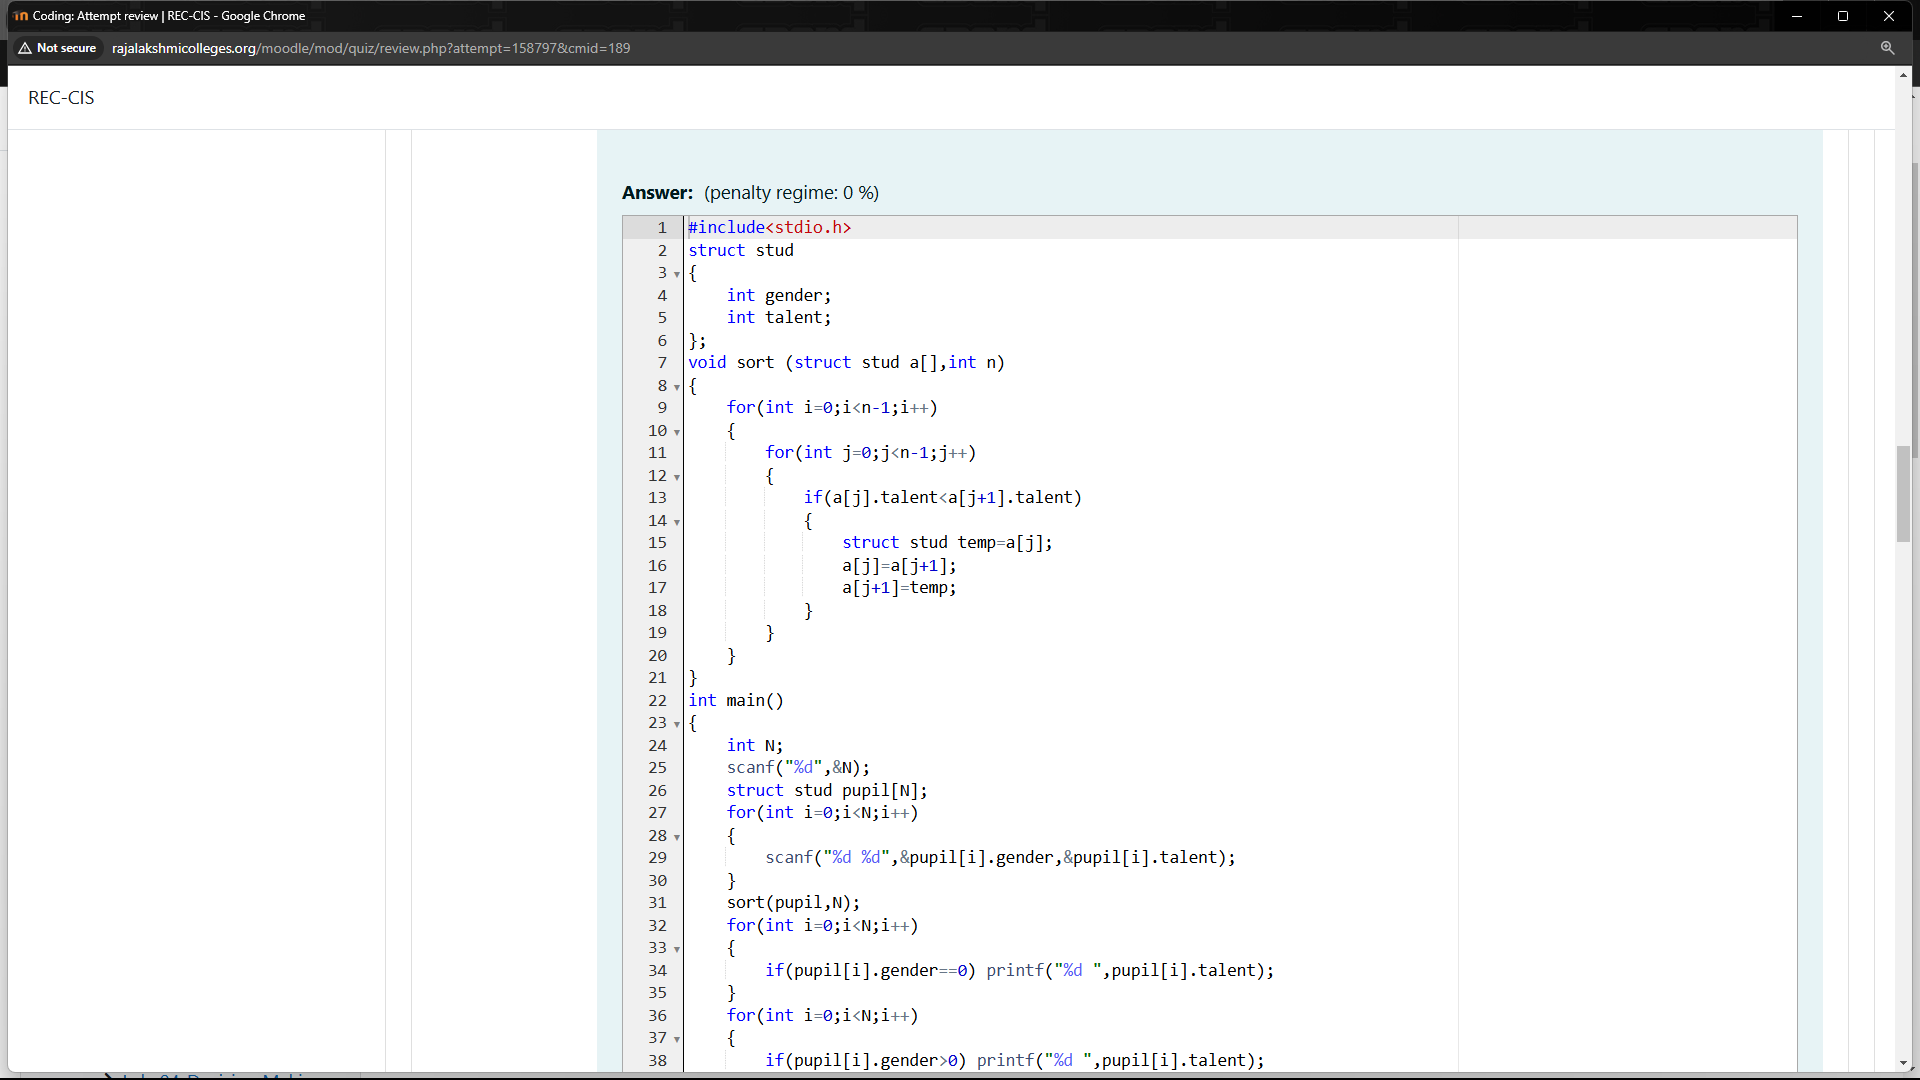 Coding: Attempt review | REC-CIS - Google Chrome
Not secure rajalakshmicolleges.org/moodle/mod/quiz/review.php?attempt=158797&cmid=189
REC-CIS
Answer: (penalty regime: 0 %)
1 #include<stdio.h>
2 struct stud
3 {
4     int gender;
5     int talent;
6 };
7 void sort (struct stud a[],int n)
8 {
9     for(int i=0;i<n-1;i++)
10     {
11         for(int j=0;j<n-1;j++)
12         {
13             if(a[j].talent<a[j+1].talent)
14             {
15                 struct stud temp=a[j];
16                 a[j]=a[j+1];
17                 a[j+1]=temp;
18             }
19         }
20     }
21 }
22 int main()
23 {
24     int N;
25     scanf("%d",&N);
26     struct stud pupil[N];
27     for(int i=0;i<N;i++)
28     {
29         scanf("%d %d",&pupil[i].gender,&pupil[i].talent);
30     }
31     sort(pupil,N);
32     for(int i=0;i<N;i++)
33     {
34         if(pupil[i].gender==0) printf("%d ",pupil[i].talent);
35     }
36     for(int i=0;i<N;i++)
37     {
38         if(pupil[i].gender>0) printf("%d ",pupil[i].talent);